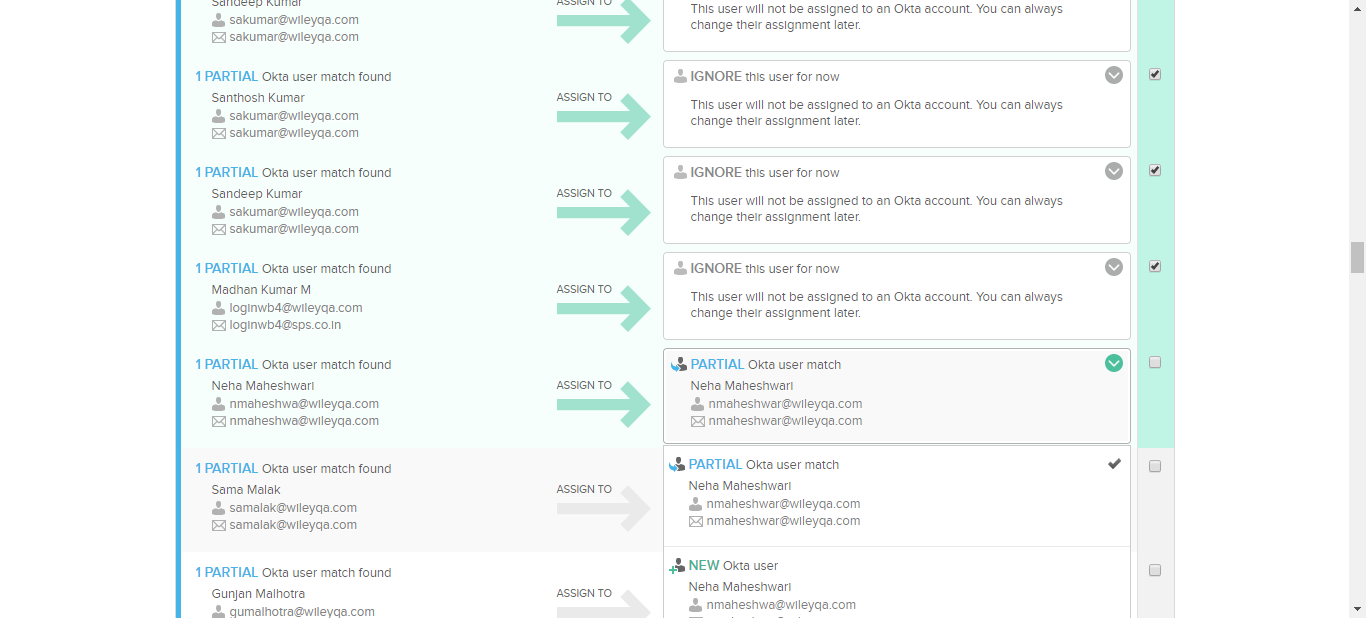 Sandeep Kumar
sakumar@wileyqa.com
sakumar@wileyqa.com
ASSIGN TO
This user will not be assigned to an Okta account. You can always
change their assignment later.
1 PARTIAL Okta user match found
Santhosh Kumar
sakumar@wileyqa.com
sakumar@wileyqa.com
ASSIGN TO
IGNORE this user for now
This user will not be assigned to an Okta account. You can always
change their assignment later.
1 PARTIAL Okta user match found
Sandeep Kumar
sakumar@wileyqa.com
sakumar@wileyqa.com
ASSIGN TO
IGNORE this user for now
This user will not be assigned to an Okta account. You can always
change their assignment later.
1 PARTIAL Okta user match found
Madhan Kumar M
loginwb4@wileyqa.com
loginwb4@sps.co.in
ASSIGN TO
IGNORE this user for now
This user will not be assigned to an Okta account. You can always
change their assignment later.
1 PARTIAL Okta user match found
Neha Maheshwari
nmaheshwa@wileyqa.com
nmaheshwa@wileyqa.com
ASSIGN TO
PARTIAL Okta user match
Neha Maheshwari
nmaheshwar@wileyqa.com
nmaheshwar@wileyqa.com
1 PARTIAL Okta user match found
Sama Malak
samalak@wileyqa.com
samalak@wileyqa.com
ASSIGN TO
PARTIAL Okta user match
Neha Maheshwari
nmaheshwar@wileyqa.com
nmaheshwar@wileyqa.com
1 PARTIAL Okta user match found
Gunjan Malhotra
gumalhotra@wileyqa.com
ASSIGN TO
NEW Okta user
Neha Maheshwari
nmaheshwa@wileyqa.com